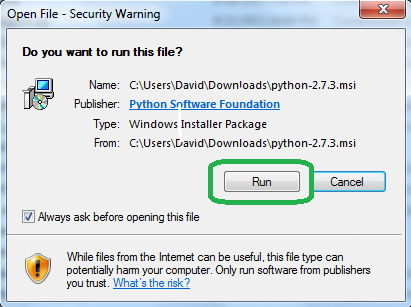 Open File - Security Warning
Do you want to run this file?
Name: C:\Users\David\Downloads\python-2.7.3.msi
Publisher: Python Software Foundation
Type: Windows Installer Package
From: C:\Users\David\Downloads\python-2.7.3.msi
Run Cancel
Always ask before opening this file
While files from the Internet can be useful, this file type can
potentially harm your computer. Only run software from publishers
you trust. What's the risk?